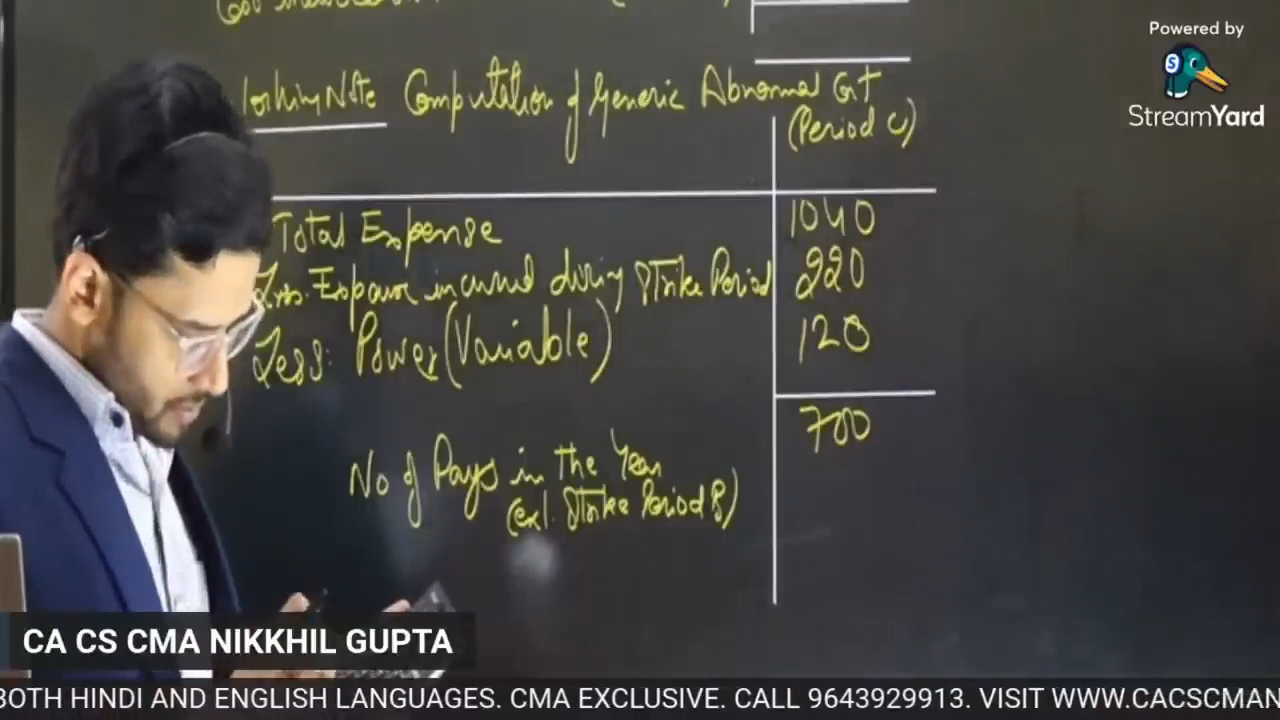 Powered by
StreamYard
Working Note Computation of Generic Abnormal Cost
(Period C)
Total Expense 1040
Less: Expense incurred during Strike Period 220
Less: Power (Variable) 120
700
No of Days in the Year
(exl. Strike Period B)
CA CS CMA NIKKHIL GUPTA
BOTH HINDI AND ENGLISH LANGUAGES. CMA EXCLUSIVE. CALL 9643929913. VISIT WWW.CACSCMAN